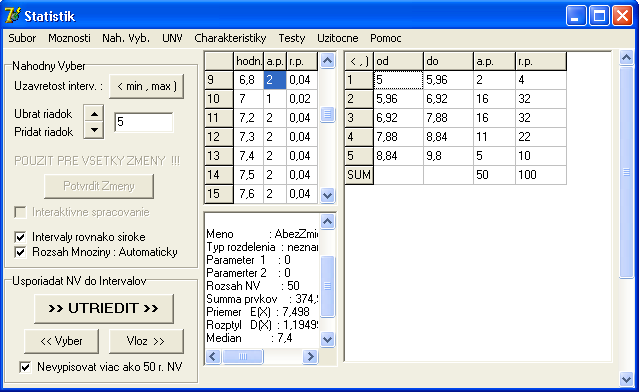 Statistik
Subor Moznosti Nah. Vyb. UNV Charakteristiky Testy Uzitocne Pomoc
Nahodny Vyber
Uzavretost interv. : < min , max )
Ubrat riadok
Pridat riadok
5
POUZIT PRE VSETKY ZMENY !!!
Potvrdit Zmeny
Interaktivne spracovanie
Intervaly rovnako siroke
Rozsah Mnoziny : Automaticky
Usporiadat NV do Intervalov
>> UTRIEDIT >>
<< Vyber Vloz >>
Nevypisovat viac ako 50 r. NV
hodn. a.p. r.p.
9 6,8 2 0,04
10 7 1 0,02
11 7,2 2 0,04
12 7,3 2 0,04
13 7,4 2 0,04
14 7,5 2 0,04
15 7,6 2 0,04
Meno : AbezZmi
Typ rozdelenia : neznam
Parameter 1 : 0
Paramerter 2 : 0
Rozsah NV : 50
Summa prvkov : 374,
Priemer E(X) : 7,498
Rozptyl D(X) : 1,1949
Median : 7,4
< , ) od do a.p. r.p.
1 5 5,96 2 4
2 5,96 6,92 16 32
3 6,92 7,88 16 32
4 7,88 8,84 11 22
5 8,84 9,8 5 10
SUM 50 100